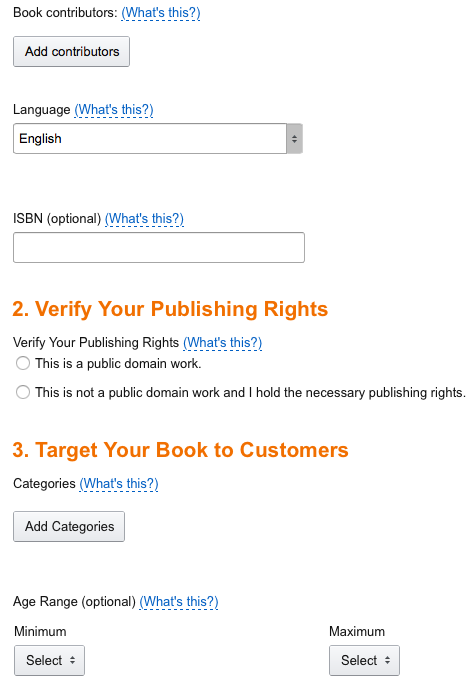 Book contributors: (What's this?)
Add contributors
Language (What's this?)
English
ISBN (optional) (What's this?)
2. Verify Your Publishing Rights
Verify Your Publishing Rights (What's this?)
This is a public domain work.
This is not a public domain work and I hold the necessary publishing rights.
3. Target Your Book to Customers
Categories (What's this?)
Add Categories
Age Range (optional) (What's this?)
Minimum Maximum
Select Select